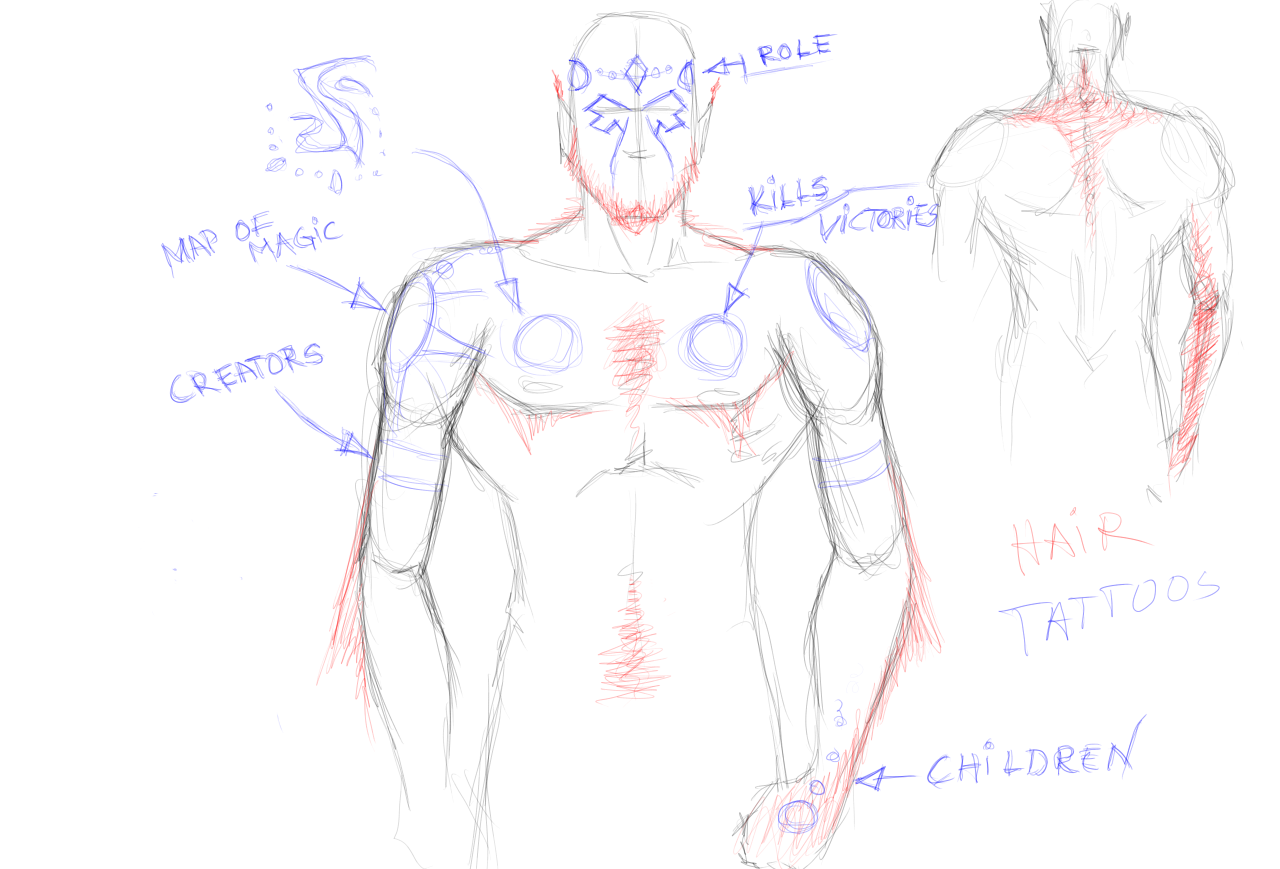 ROLE
KiLLS
ViCTORiES
MAP OF
MAGiC
CREATORS
HAiR
TATTOOS
CHiLDREN